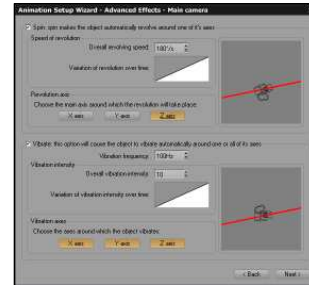 Animation Setup Wizard - Advanced Effects - Main camera
Spin: spin makes the object automatically revolve around one of it's axes
Speed of revolution
Overall revolving speed: 180°/s
Variation of revolution over time:
Revolution axe
Choose the main axis around which the revolution will take place:
X axis Y axis Z axis
Vibrate: this option will cause the object to vibrate automatically around one or all of its axes
Vibration frequency: 100Hz
Vibration intensity
Overall vibration intensity: 10
Variation of vibration intensity over time:
Vibration axes
Choose the axes around which the object vibrates:
X axis Y axis Z axis
< Back Next >